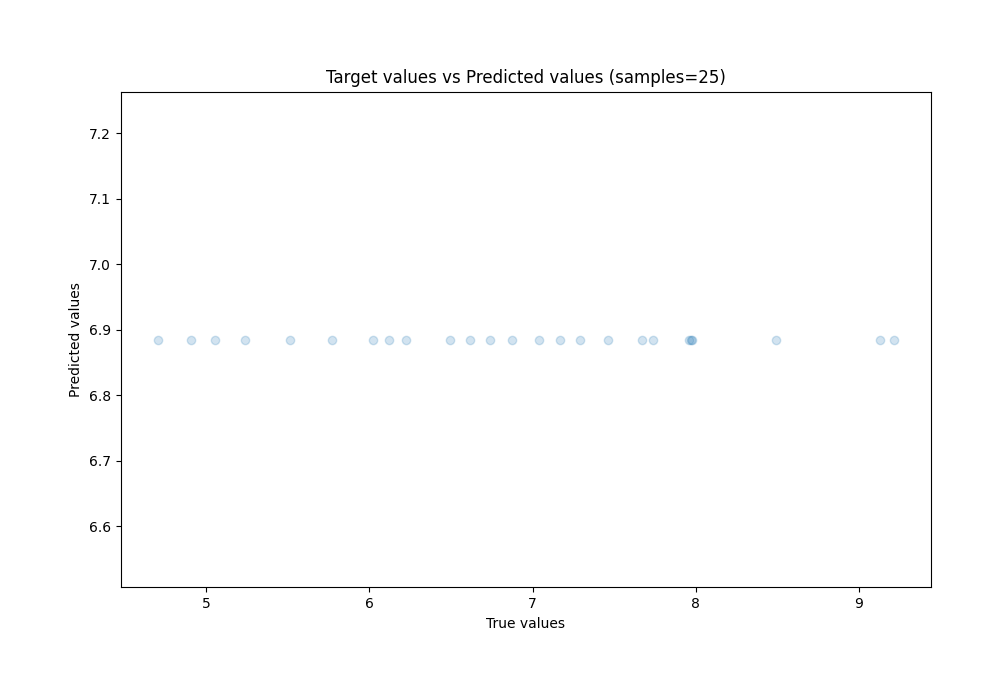 Target values vs Predicted values (samples=25)
7.2
7.1
7.0
6.9
6.8
6.7
6.6
Predicted values
5 6 7 8 9
True values